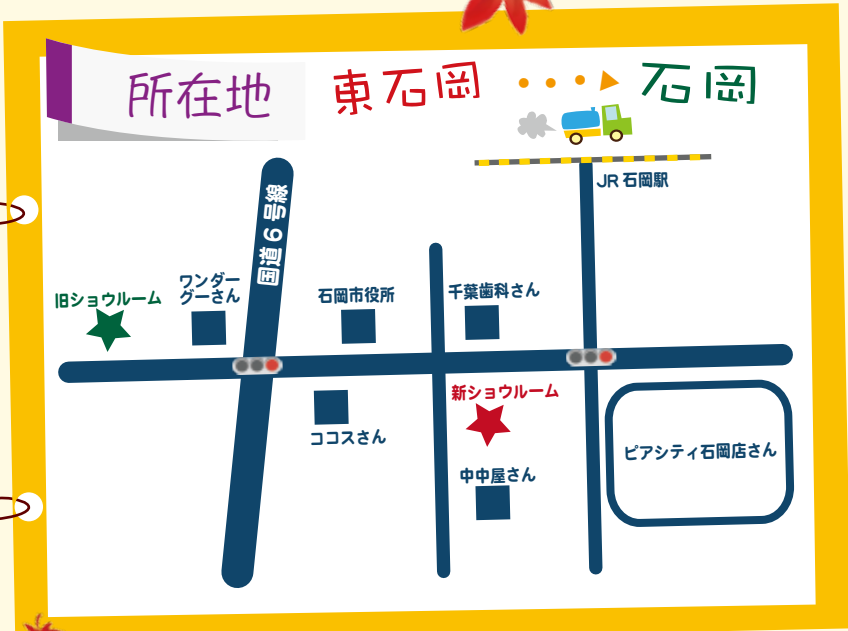 所在地
東石岡
石岡
JR 石岡駅
国道6号線
旧ショウルーム
ワンダー
グーさん
石岡市役所
千葉歯科さん
新ショウルーム
ココスさん
中中屋さん
ピアシティ石岡店さん